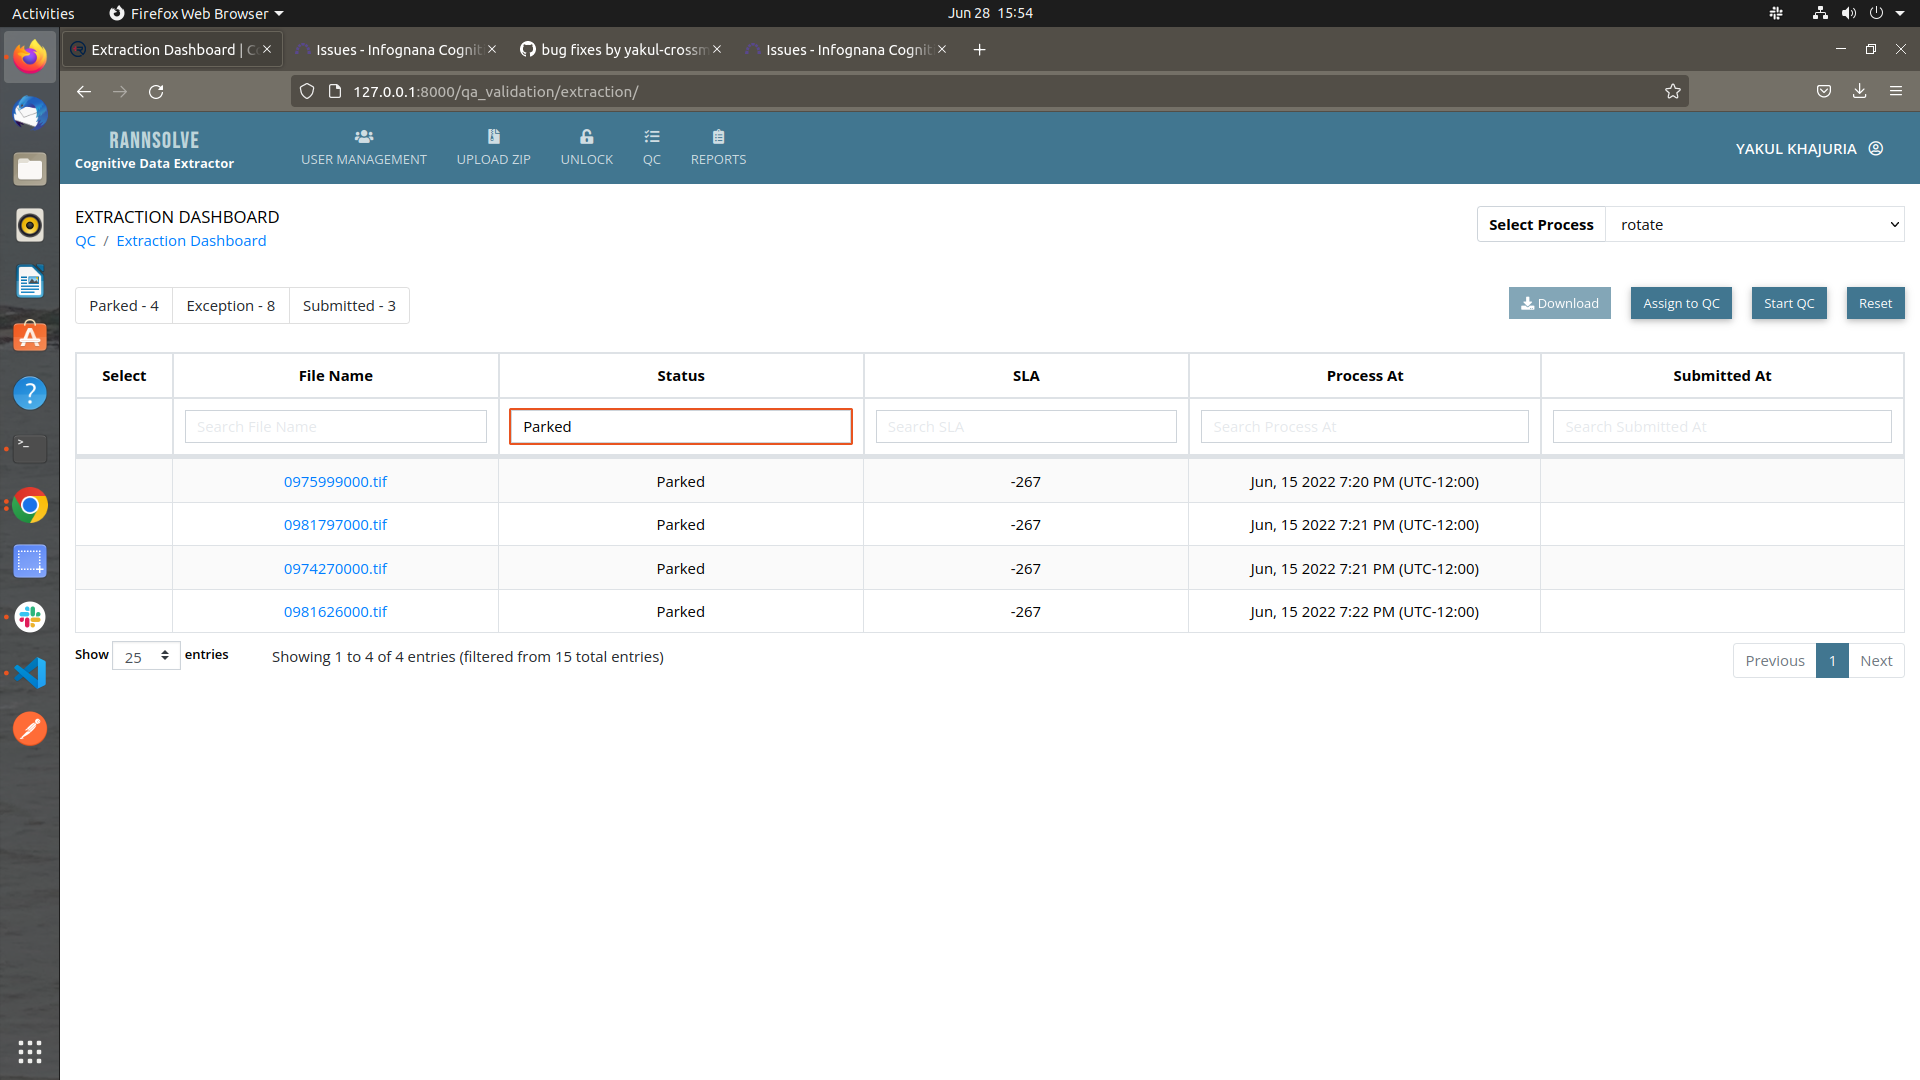 Activities Firefox Web Browser Jun 28 15:54
Extraction Dashboard | C Issues - Infognana Cognit bug fixes by yakul-crossm Issues - Infognana Cognit
127.0.0.1:8000/qa_validation/extraction/
RANNSOLVE
Cognitive Data Extractor
USER MANAGEMENT UPLOAD ZIP UNLOCK QC REPORTS
YAKUL KHAJURIA
EXTRACTION DASHBOARD
QC / Extraction Dashboard
Select Process rotate
Parked - 4 Exception - 8 Submitted - 3
Download Assign to QC Start QC Reset
Select File Name Status SLA Process At Submitted At
Search File Name Parked Search SLA Search Process At Search Submitted At
0975999000.tif Parked -267 Jun, 15 2022 7:20 PM (UTC-12:00)
0981797000.tif Parked -267 Jun, 15 2022 7:21 PM (UTC-12:00)
0974270000.tif Parked -267 Jun, 15 2022 7:21 PM (UTC-12:00)
0981626000.tif Parked -267 Jun, 15 2022 7:22 PM (UTC-12:00)
Show 25 entries Showing 1 to 4 of 4 entries (filtered from 15 total entries)
Previous 1 Next